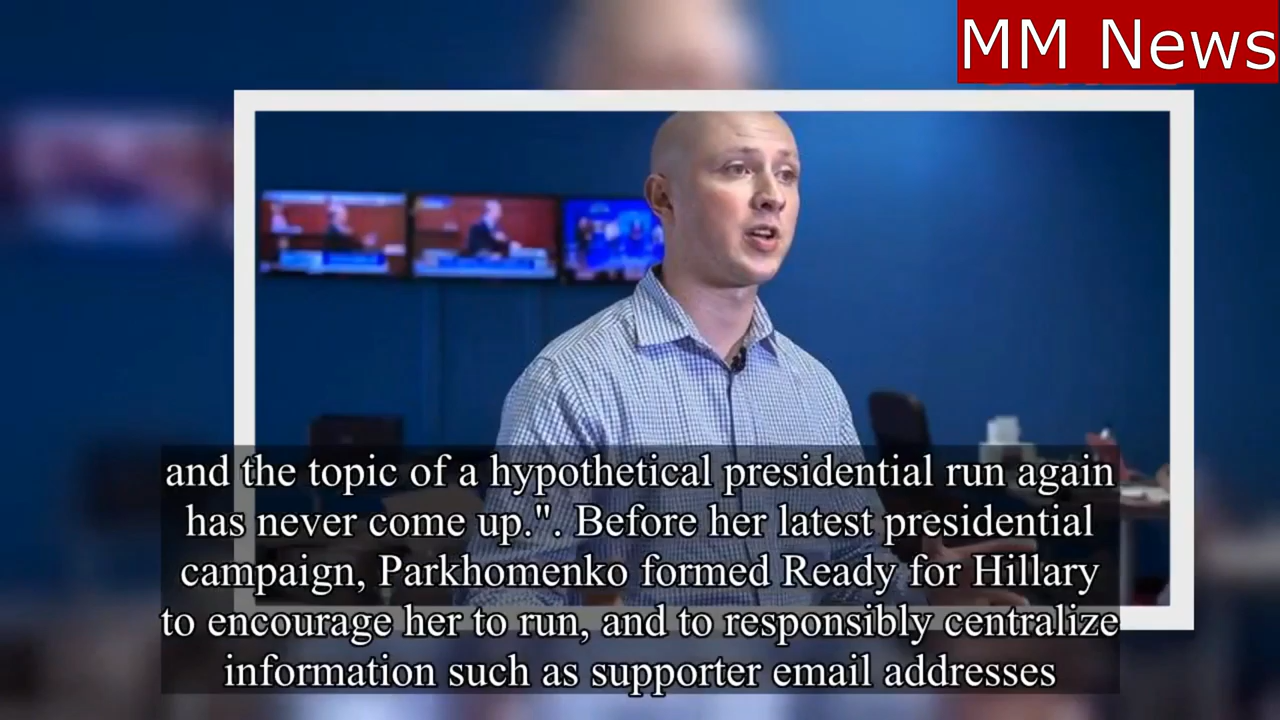 MM News
and the topic of a hypothetical presidential run again
has never come up.". Before her latest presidential
campaign, Parkhomenko formed Ready for Hillary
to encourage her to run, and to responsibly centralize
information such as supporter email addresses